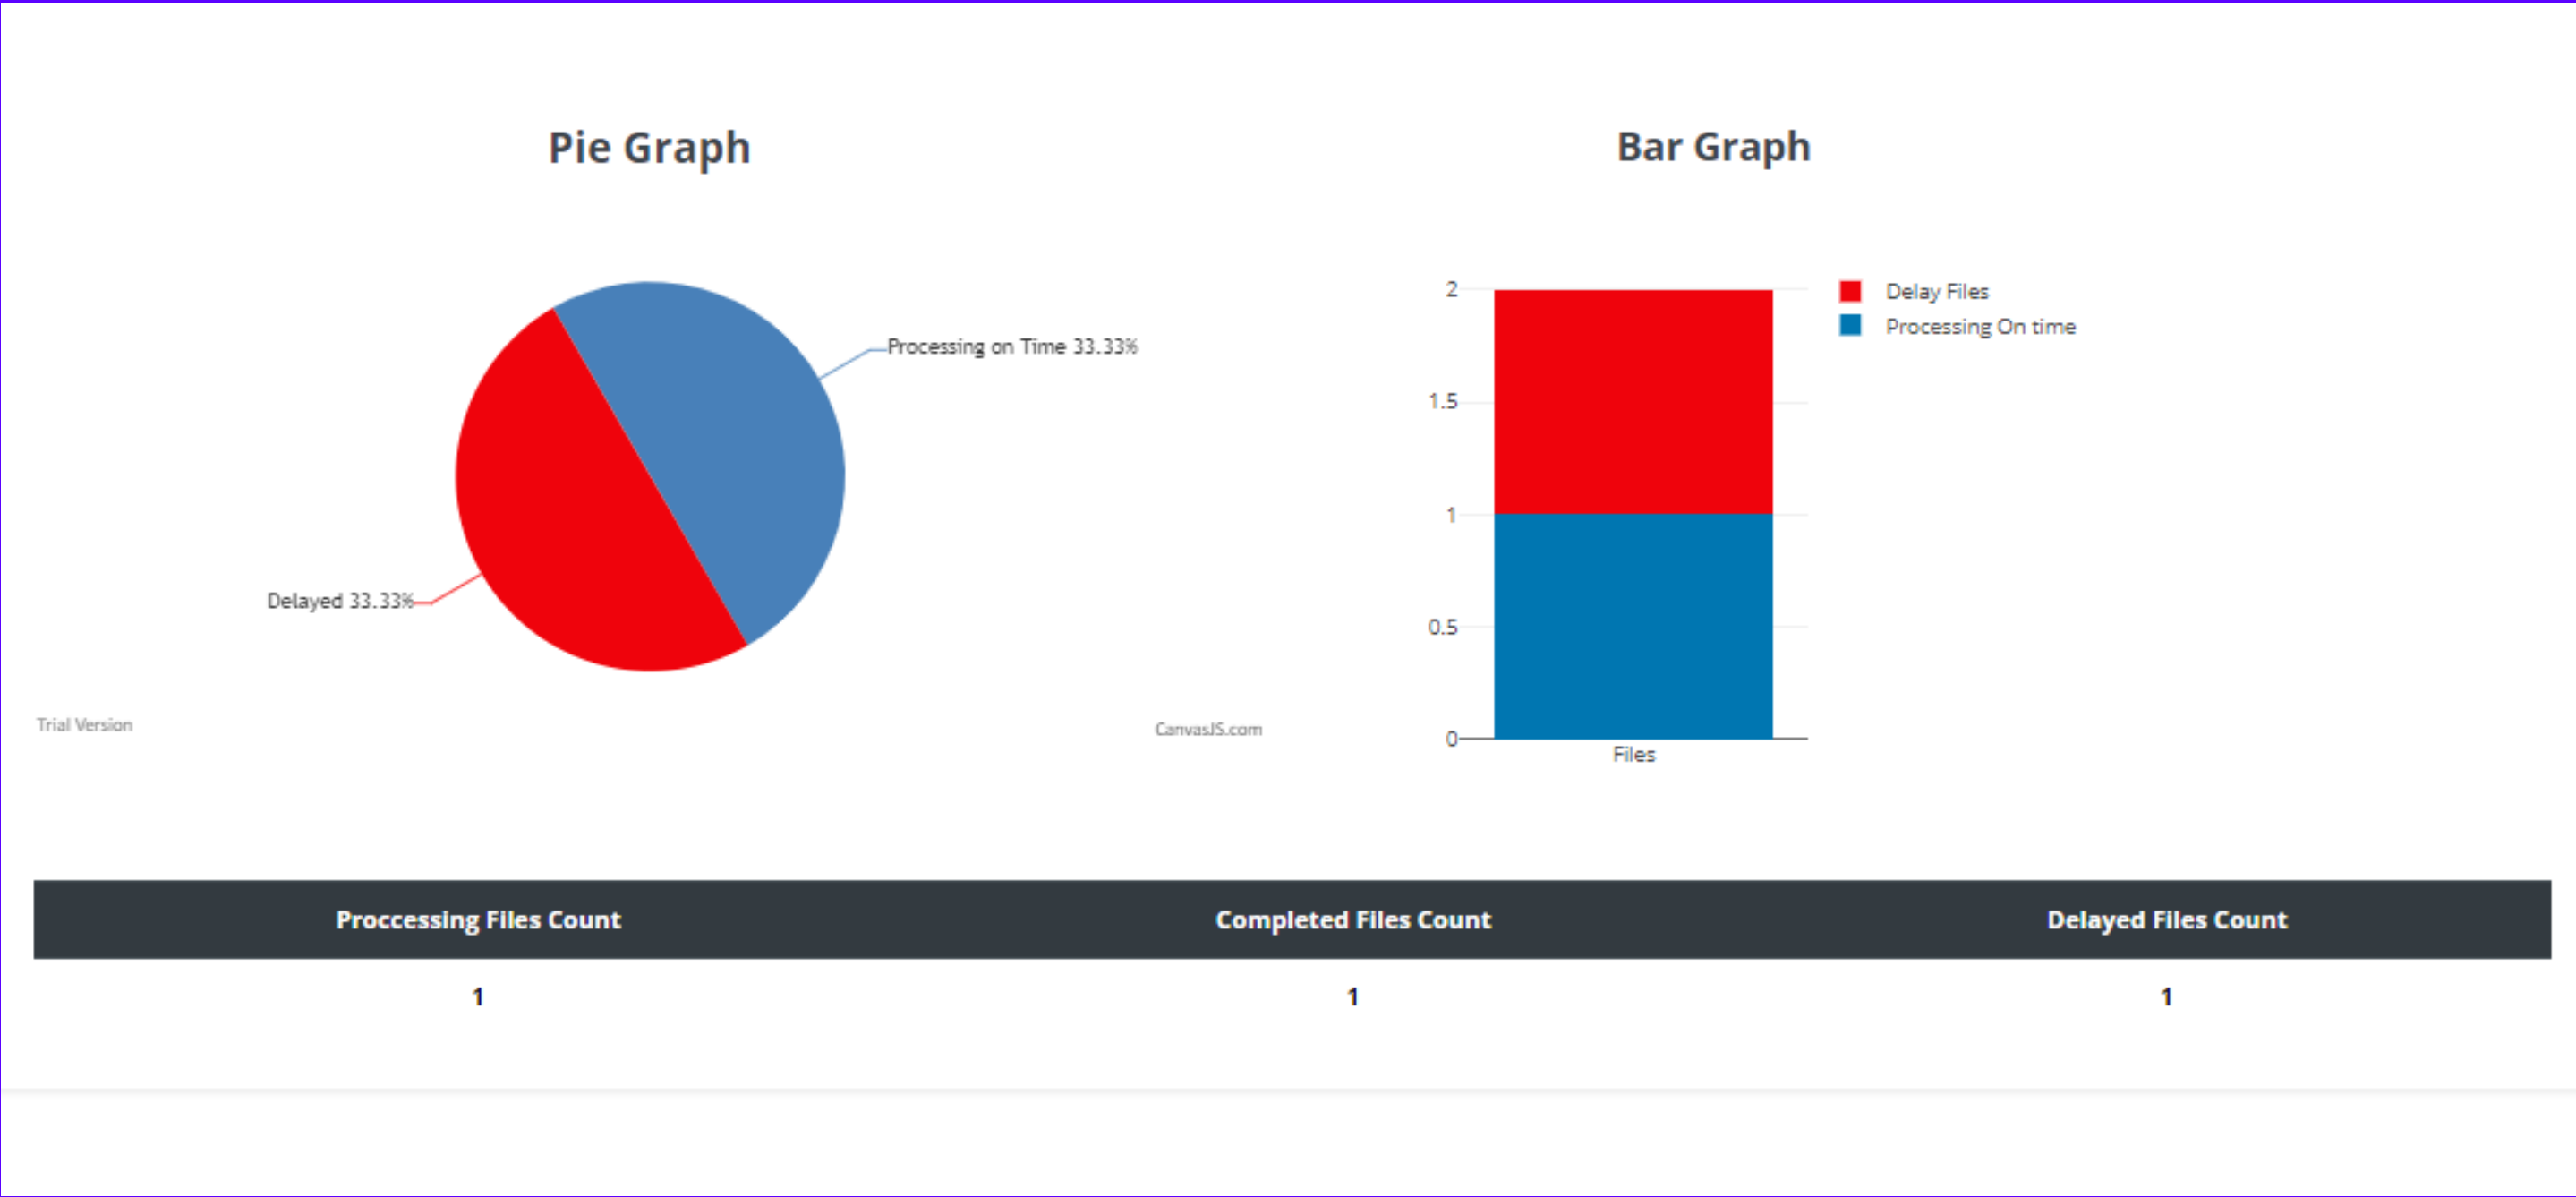 Pie Graph
Processing on Time 33.33%
Delayed 33.33%
Trial Version
CanvasJS.com
Bar Graph
2
1.5
1
0.5
0
Files
Delay Files
Processing On time
Proccessing Files Count Completed Files Count Delayed Files Count
1 1 1